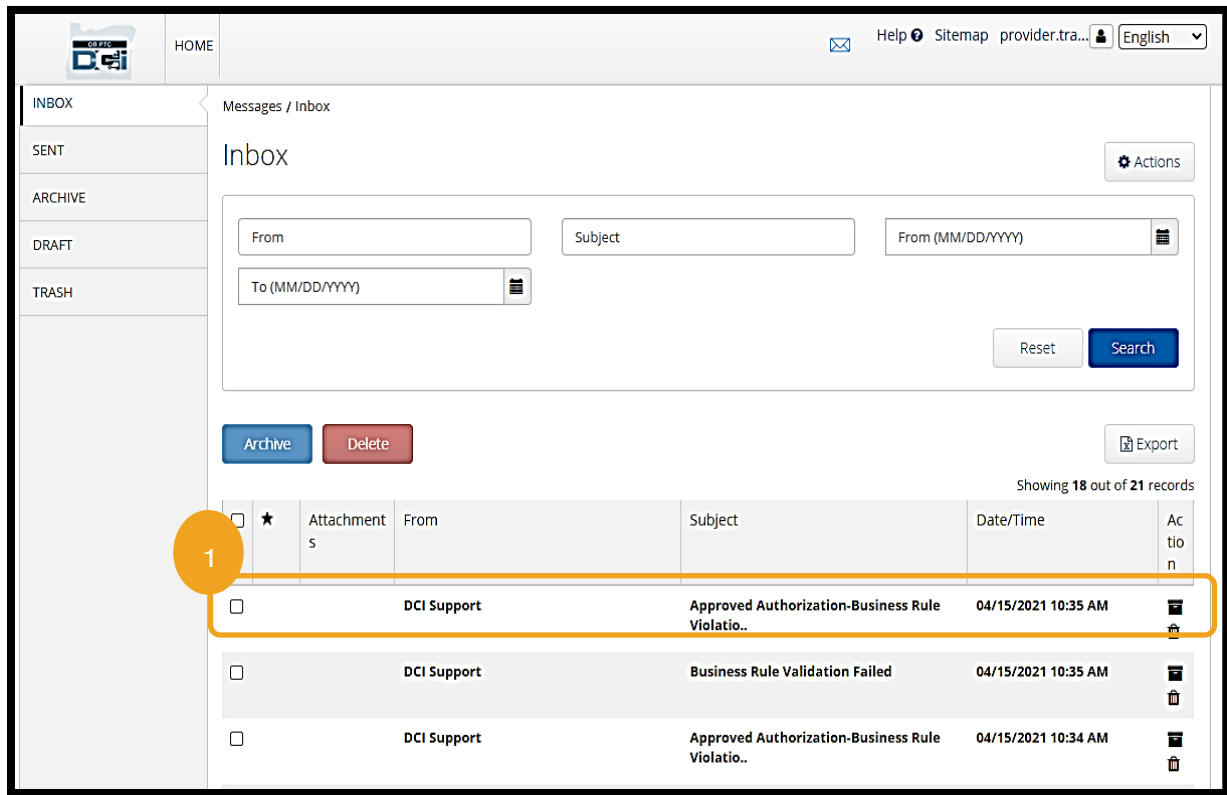 OR PTC
DCi
HOME
Help Sitemap provider.tra... English
INBOX
SENT
ARCHIVE
DRAFT
TRASH
Messages / Inbox
Inbox
Actions
From
Subject
From (MM/DD/YYYY)
To (MM/DD/YYYY)
Reset
Search
Archive
Delete
Export
Showing 18 out of 21 records
Attachment
s
From
Subject
Date/Time
Ac
tio
n
1
DCI Support
Approved Authorization-Business Rule
Violatio..
04/15/2021 10:35 AM
DCI Support
Business Rule Validation Failed
04/15/2021 10:35 AM
DCI Support
Approved Authorization-Business Rule
Violatio..
04/15/2021 10:34 AM